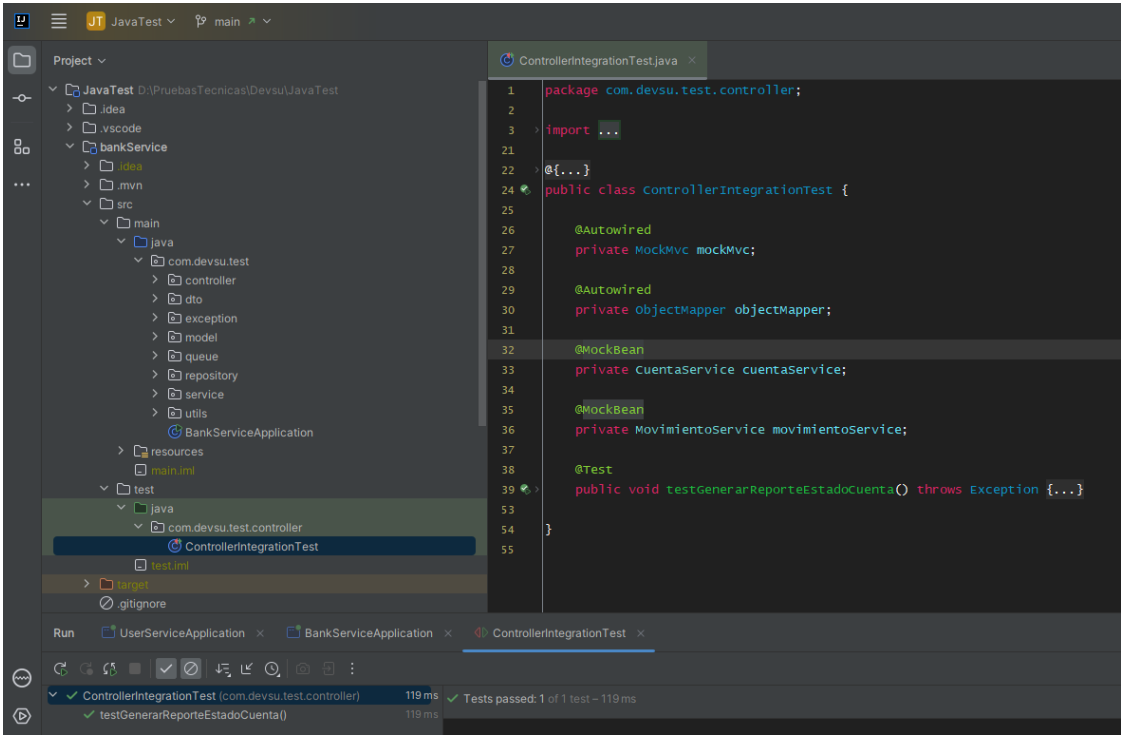 JT JavaTest main
Project
JavaTest D:\PruebasTecnicas\Devsu\JavaTest
.idea
.vscode
bankService
.idea
.mvn
src
main
java
com.devsu.test
controller
dto
exception
model
queue
repository
service
utils
BankServiceApplication
resources
main.iml
test
java
com.devsu.test.controller
ControllerIntegrationTest
test.iml
target
.gitignore
ControllerIntegrationTest.java
1 package com.devsu.test.controller;
2
3 import ...
21
22 @{...}
24 public class ControllerIntegrationTest {
25
26 @Autowired
27 private MockMvc mockMvc;
28
29 @Autowired
30 private ObjectMapper objectMapper;
31
32 @MockBean
33 private CuentaService cuentaService;
34
35 @MockBean
36 private MovimientoService movimientoService;
37
38 @Test
39 public void testGenerarReporteEstadoCuenta() throws Exception {...}
53
54 }
55
Run UserServiceApplication BankServiceApplication ControllerIntegrationTest
ControllerIntegrationTest (com.devsu.test.controller) 119 ms
testGenerarReporteEstadoCuenta() 119 ms
Tests passed: 1 of 1 test – 119 ms